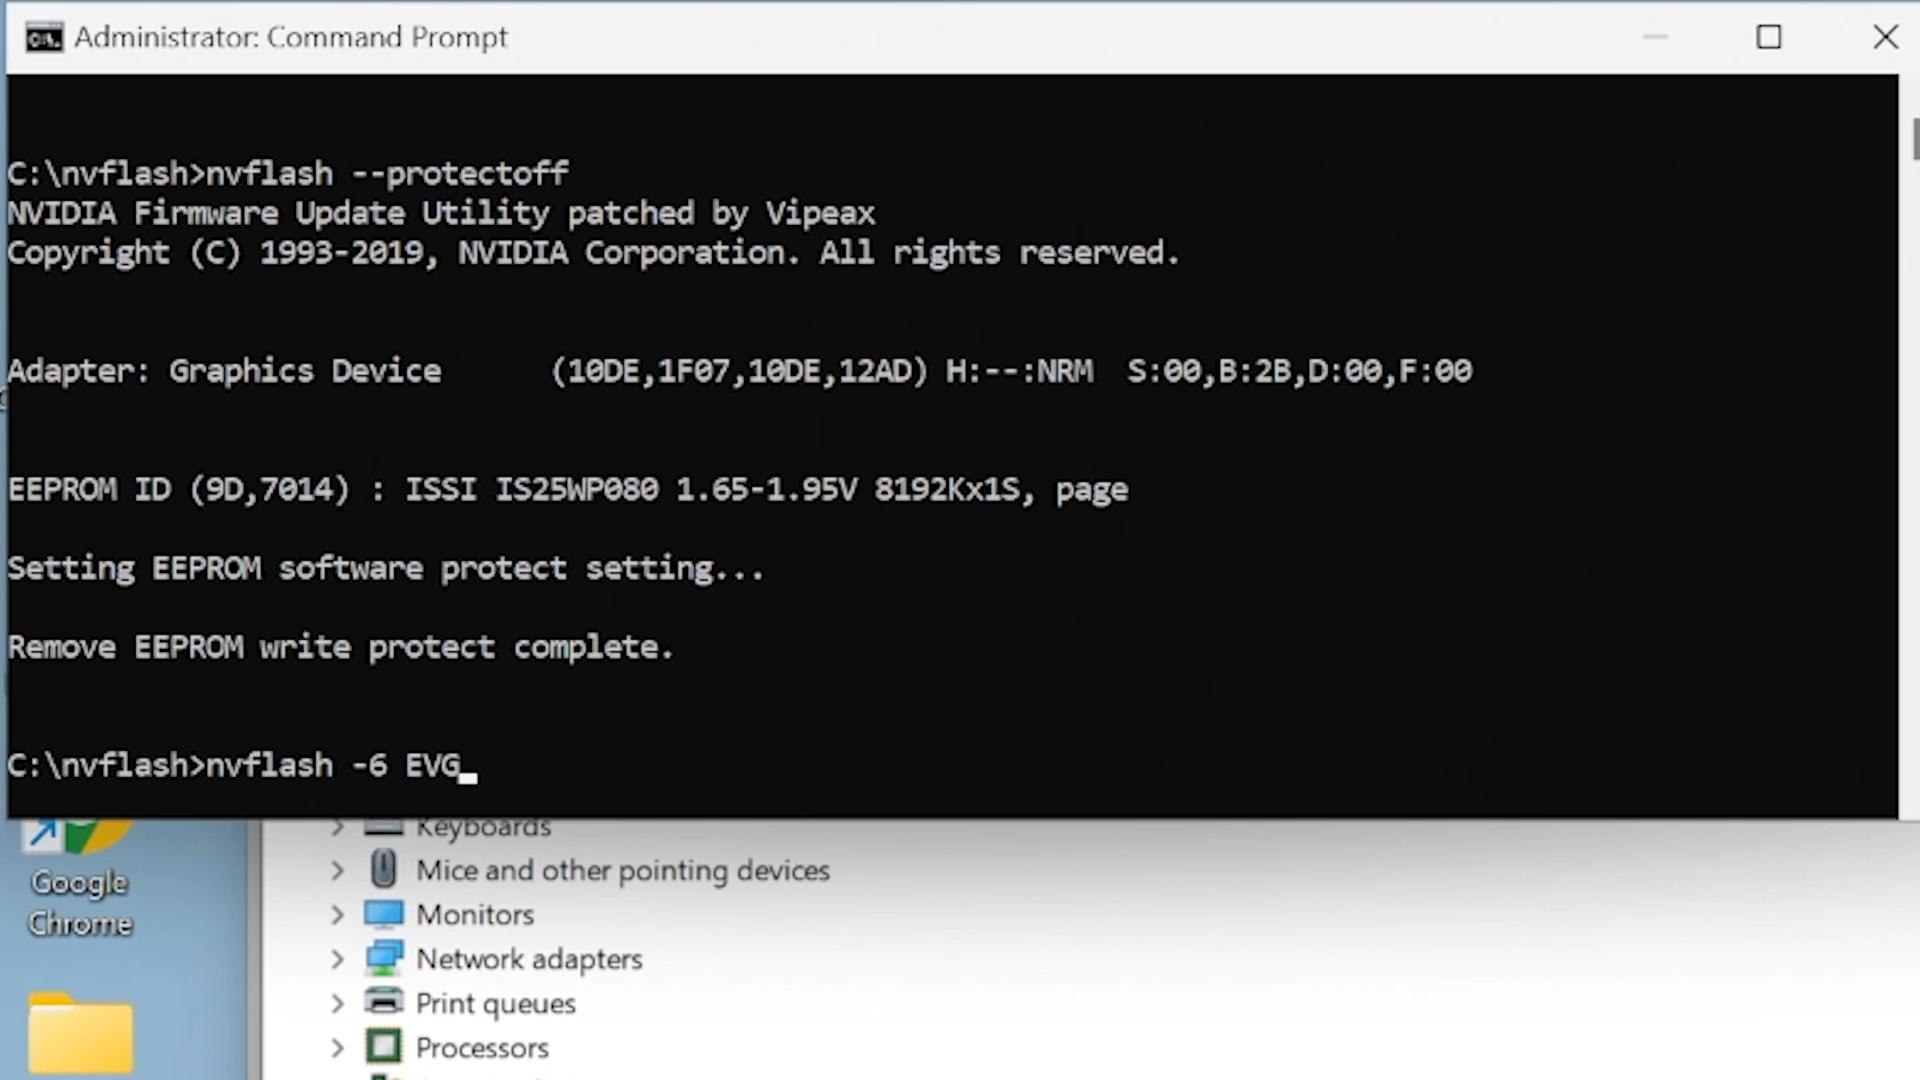 Administrator: Command Prompt
C:\nvflash>nvflash --protectoff
NVIDIA Firmware Update Utility patched by Vipeax
Copyright (C) 1993-2019, NVIDIA Corporation. All rights reserved.
Adapter: Graphics Device (10DE,1F07,10DE,12AD) H:--:NRM S:00,B:2B,D:00,F:00
EEPROM ID (9D,7014) : ISSI IS25WP080 1.65-1.95V 8192Kx1S, page
Setting EEPROM software protect setting...
Remove EEPROM write protect complete.
C:\nvflash>nvflash -6 EVG_
Keyboards
Mice and other pointing devices
Monitors
Network adapters
Print queues
Processors
Google
Chrome